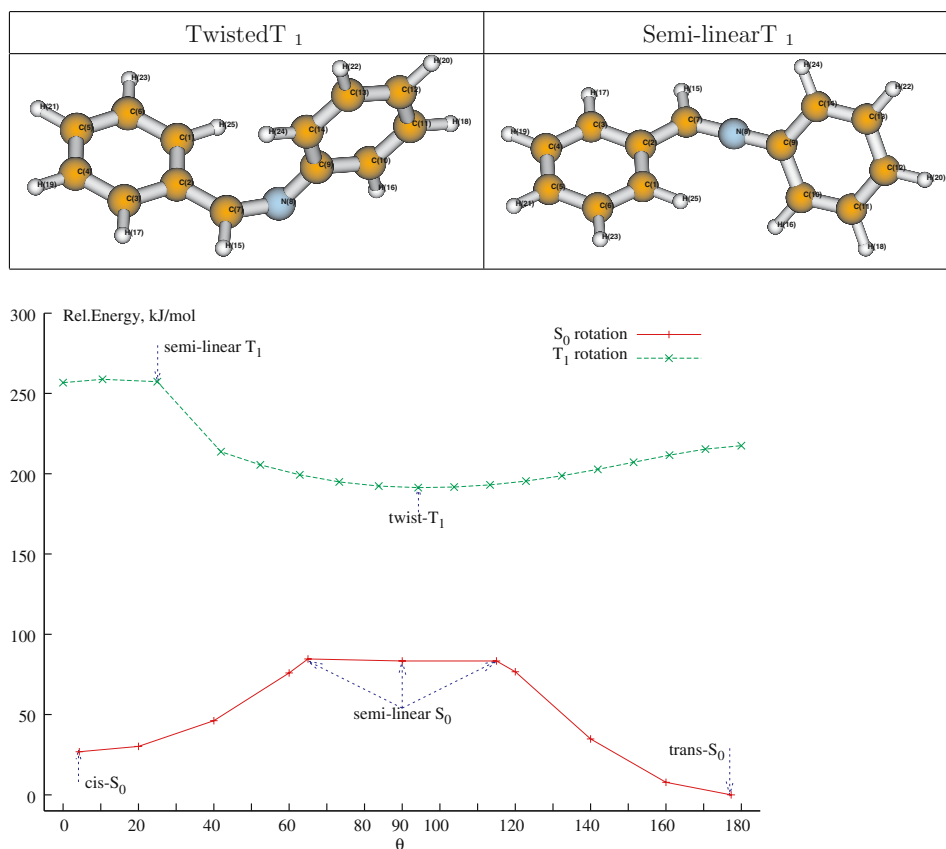 TwistedT 1
Semi-linearT 1
H(23)
H(21)
C(6)
C(5)
C(1)
H(25)
C(4)
C(2)
H(19)
C(3)
H(17)
C(7)
H(15)
N(8)
H(22)
H(20)
C(13)
C(12)
H(24)
C(14)
C(11)
H(18)
C(9)
C(10)
H(16)
H(24)
H(15)
H(22)
H(17)
C(14)
C(3)
C(7)
C(13)
H(19)
C(4)
C(2)
N(8)
C(9)
C(12)
H(20)
C(5)
C(1)
H(21)
C(6)
H(25)
C(10)
C(11)
H(23)
H(16)
H(18)
300
Rel.Energy, kJ/mol
S0 rotation
T1 rotation
semi-linear T1
250
200
twist-T1
150
100
50
semi-linear S0
trans-S0
cis-S0
0
0 20 40 60 80 90 100 120 140 160 180
θ